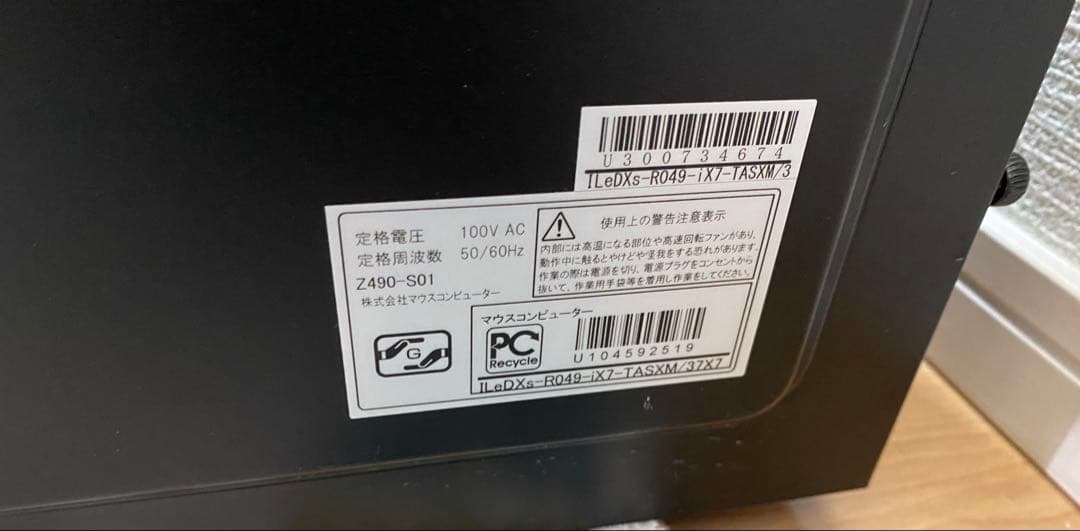 U300734674
ILeDXs-R049-iX7-TASXM/3
定格電圧 100V AC
定格周波数 50/60Hz
Z490-S01
株式会社マウスコンピューター
G
使用上の警告注意表示
内部には高温になる部位や高速回転ファンがあり、
動作中に触るとやけどや怪我をする恐れがあります。
作業の際は電源を切り、電源プラグをコンセントから
抜いて、作業用手袋等を着用し作業をしてください。
マウスコンピューター
PC
Recycle
U104592519
ILeDXs-R049-iX7-TASXM/37X7